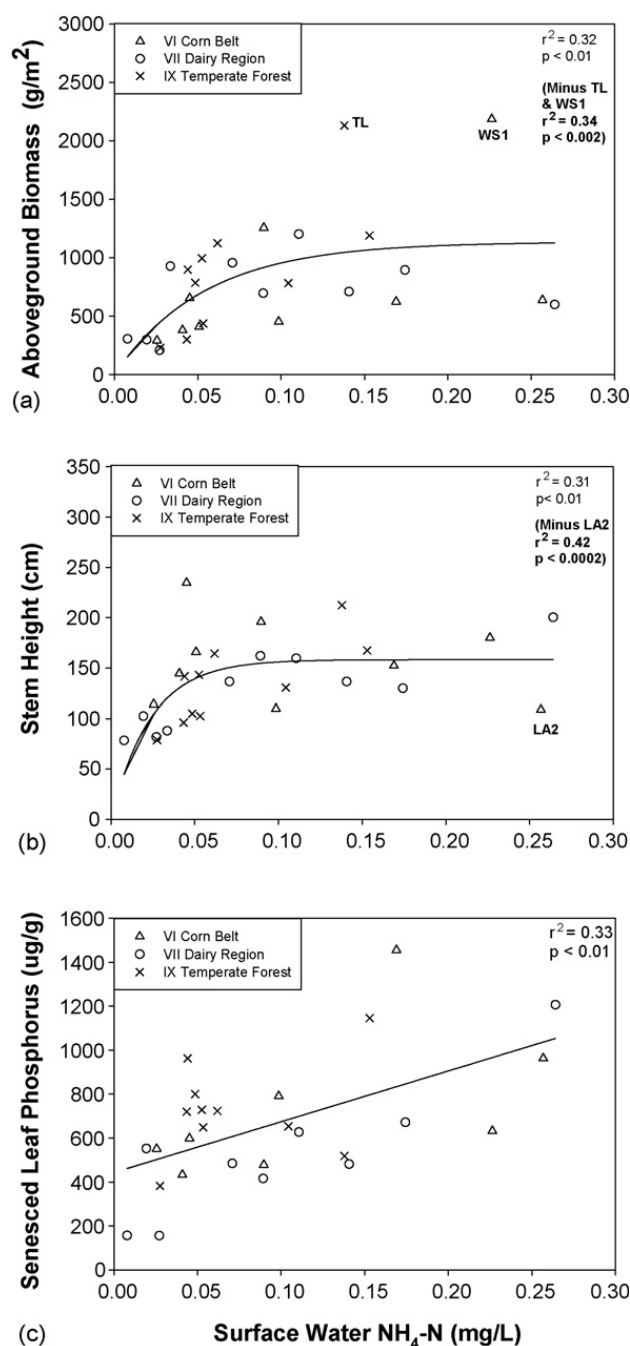 3000
2500
2000
1500
1000
500
0
Aboveground Biomass (g/m²)
△ VI Corn Belt
○ VII Dairy Region
× IX Temperate Forest
r² = 0.32
p < 0.01
(Minus TL
& WS1
r² = 0.34
p < 0.002)
TL
WS1
(a)
0.00 0.05 0.10 0.15 0.20 0.25 0.30
350
300
250
200
150
100
50
0
Stem Height (cm)
△ VI Corn Belt
○ VII Dairy Region
× IX Temperate Forest
r² = 0.31
p< 0.01
(Minus LA2
r² = 0.42
p < 0.0002)
LA2
(b)
0.00 0.05 0.10 0.15 0.20 0.25 0.30
1600
1400
1200
1000
800
600
400
200
0
Senesced Leaf Phosphorus (ug/g)
△ VI Corn Belt
○ VII Dairy Region
× IX Temperate Forest
r² = 0.33
p < 0.01
0.00 0.05 0.10 0.15 0.20 0.25 0.30
(c)
Surface Water NH₄-N (mg/L)